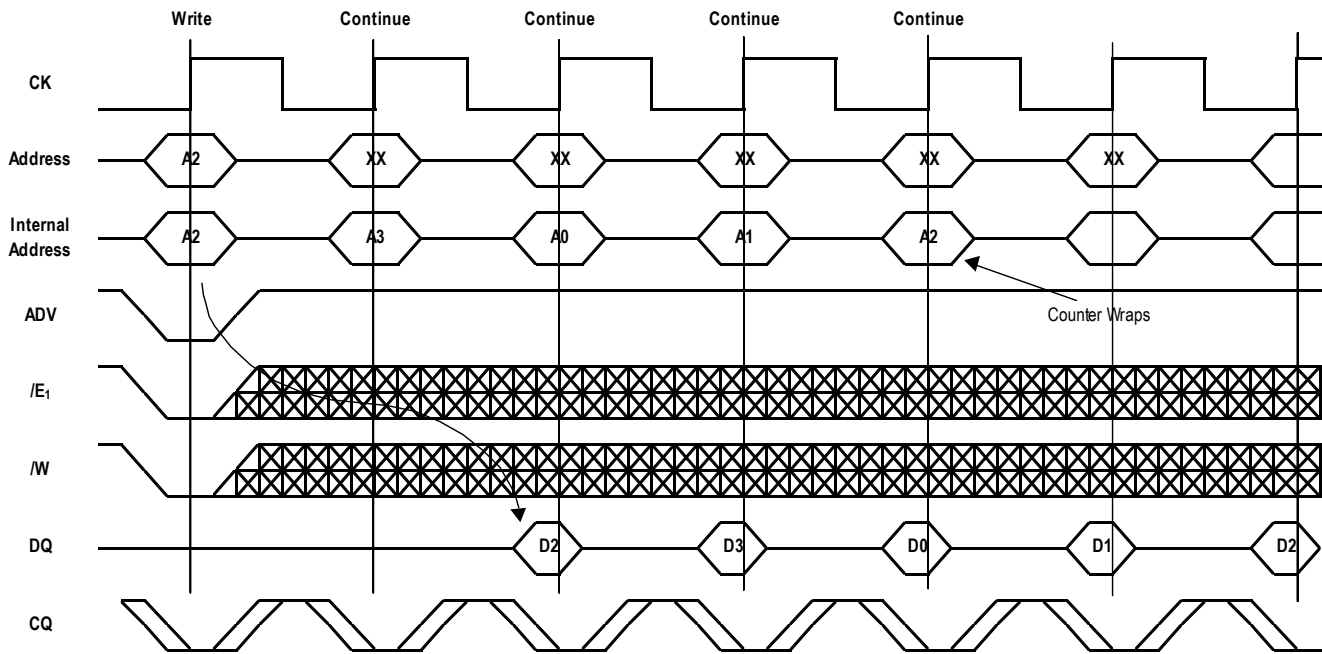 Write Continue Continue Continue Continue
CK
Address A2 XX XX XX XX XX
Internal
Address
A2 A3 A0 A1 A2
ADV
Counter Wraps
/E1
/W
DQ D2 D3 D0 D1 D2
CQ